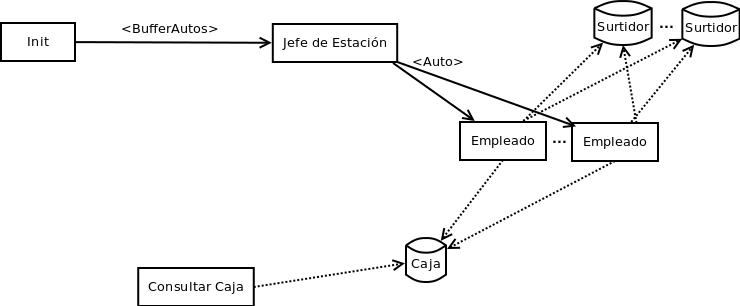 Surtidor ... Surtidor
<BufferAutos>
Init
Jefe de Estación
<Auto>
Empleado ... Empleado
Caja
Consultar Caja